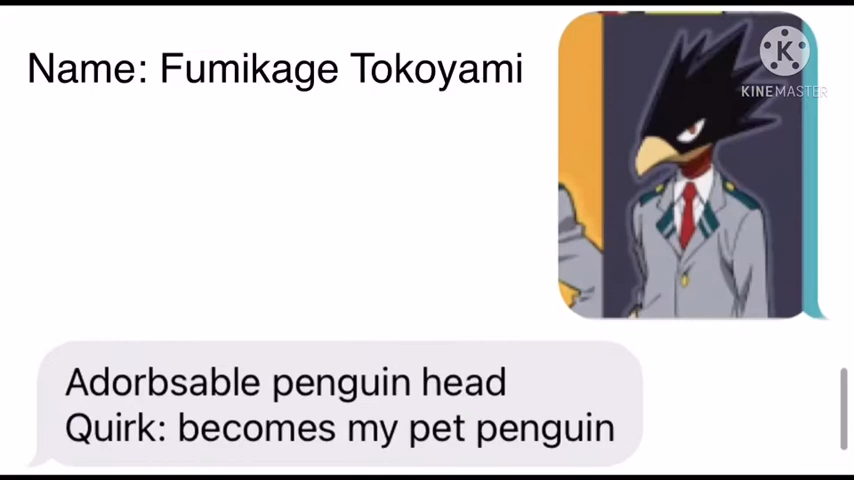 Name: Fumikage Tokoyami
K
KINEMASTER
Adorbsable penguin head
Quirk: becomes my pet penguin